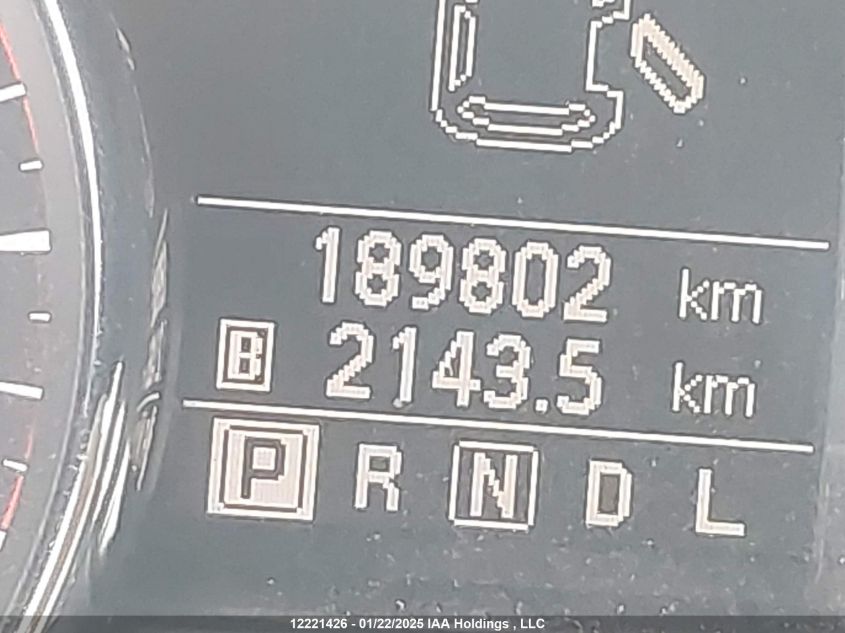 189802 km
B 2143.5 km
P R N D L
12221426 - 01/22/2025 IAA Holdings , LLC